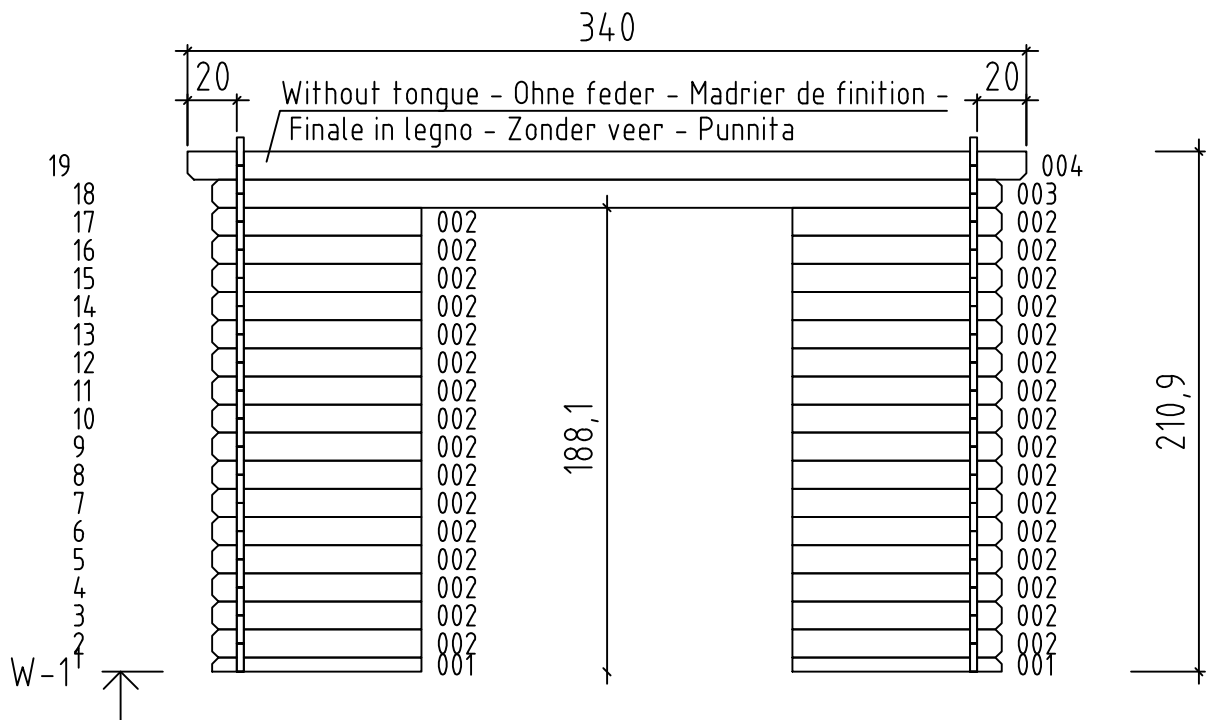 340
20 20
Without tongue - Ohne feder - Madrier de finition -
Finale in legno - Zonder veer - Punnita
19 004
18 003
17 002 002
16 002 002
15 002 002
14 002 002
13 002 002
12 002 002
11 002 002
10 002 002
9 002 002
8 002 002
7 002 002
6 002 002
5 002 002
4 002 002
3 002 002
2 002 002
1 001 001
W-1
188,1
210,9